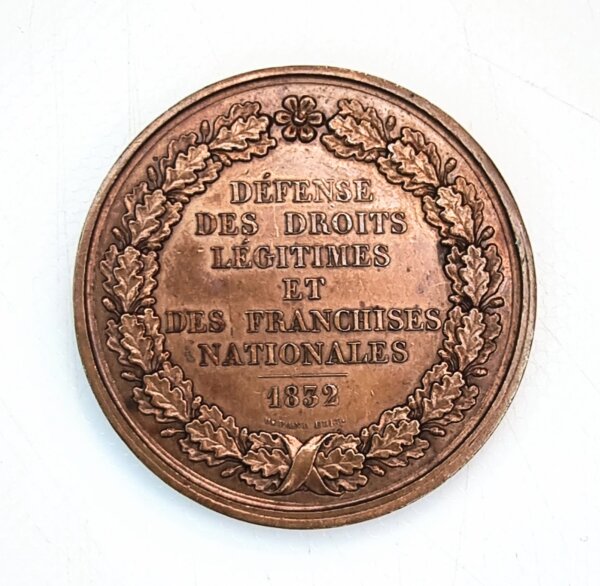 DÉFENSE
DES DROITS
LÉGITIMES
ET
DES FRANCHISES
NATIONALES
1832